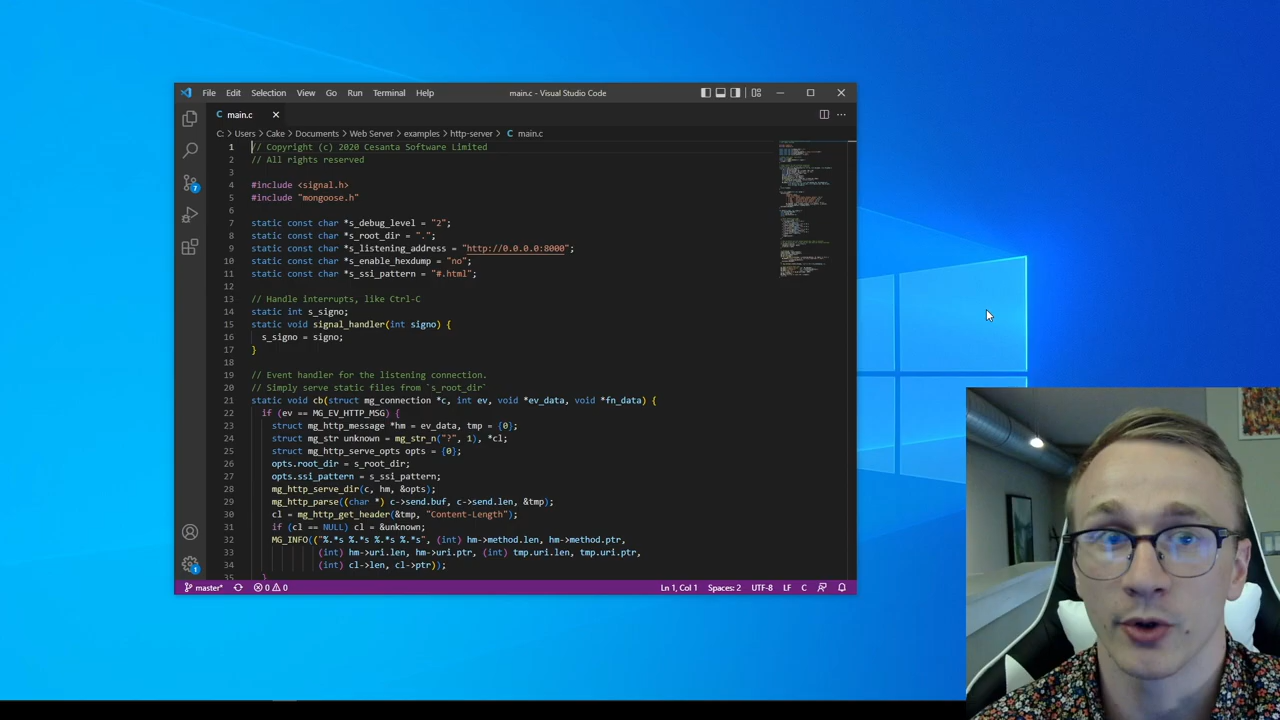 File Edit Selection View Go Run Terminal Help
main.c - Visual Studio Code
main.c
C: > Users > Cake > Documents > Web Server > examples > http-server > main.c
1 // Copyright (c) 2020 Cesanta Software Limited
2 // All rights reserved
3
4 #include <signal.h>
5 #include "mongoose.h"
6
7 static const char *s_debug_level = "2";
8 static const char *s_root_dir = ".";
9 static const char *s_listening_address = "http://0.0.0.0:8000";
10 static const char *s_enable_hexdump = "no";
11 static const char *s_ssi_pattern = "#.html";
12
13 // Handle interrupts, like Ctrl-C
14 static int s_signo;
15 static void signal_handler(int signo) {
16 s_signo = signo;
17 }
18
19 // Event handler for the listening connection.
20 // Simply serve static files from `s_root_dir`
21 static void cb(struct mg_connection *c, int ev, void *ev_data, void *fn_data) {
22 if (ev == MG_EV_HTTP_MSG) {
23 struct mg_http_message *hm = ev_data, tmp = {0};
24 struct mg_str unknown = mg_str_n("?", 1), *cl;
25 struct mg_http_serve_opts opts = {0};
26 opts.root_dir = s_root_dir;
27 opts.ssi_pattern = s_ssi_pattern;
28 mg_http_serve_dir(c, hm, &opts);
29 mg_http_parse((char *) c->send.buf, c->send.len, &tmp);
30 cl = mg_http_get_header(&tmp, "Content-Length");
31 if (cl == NULL) cl = &unknown;
32 MG_INFO(("%.*s %.*s %.*s %.*s", (int) hm->method.len, hm->method.ptr,
33 (int) hm->uri.len, hm->uri.ptr, (int) tmp.uri.len, tmp.uri.ptr,
34 (int) cl->len, cl->ptr));
35 }
7
1
master* 0 0 Ln 1, Col 1 Spaces: 2 UTF-8 LF C